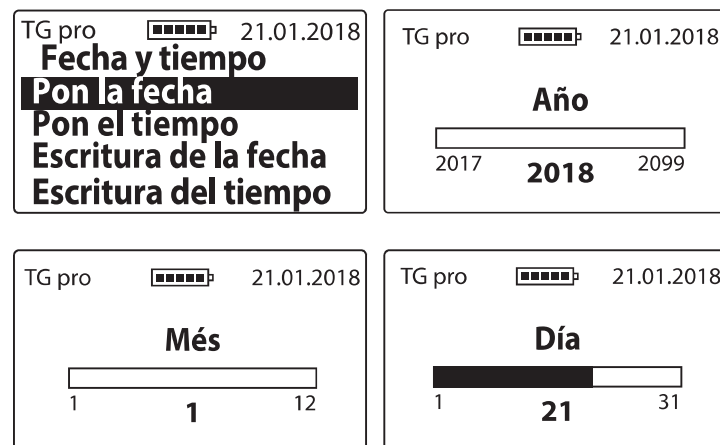 TG pro 21.01.2018
Fecha y tiempo
Pon la fecha
Pon el tiempo
Escritura de la fecha
Escritura del tiempo
TG pro 21.01.2018
Año
2017 2018 2099
TG pro 21.01.2018
Més
1 1 12
TG pro 21.01.2018
Día
1 21 31